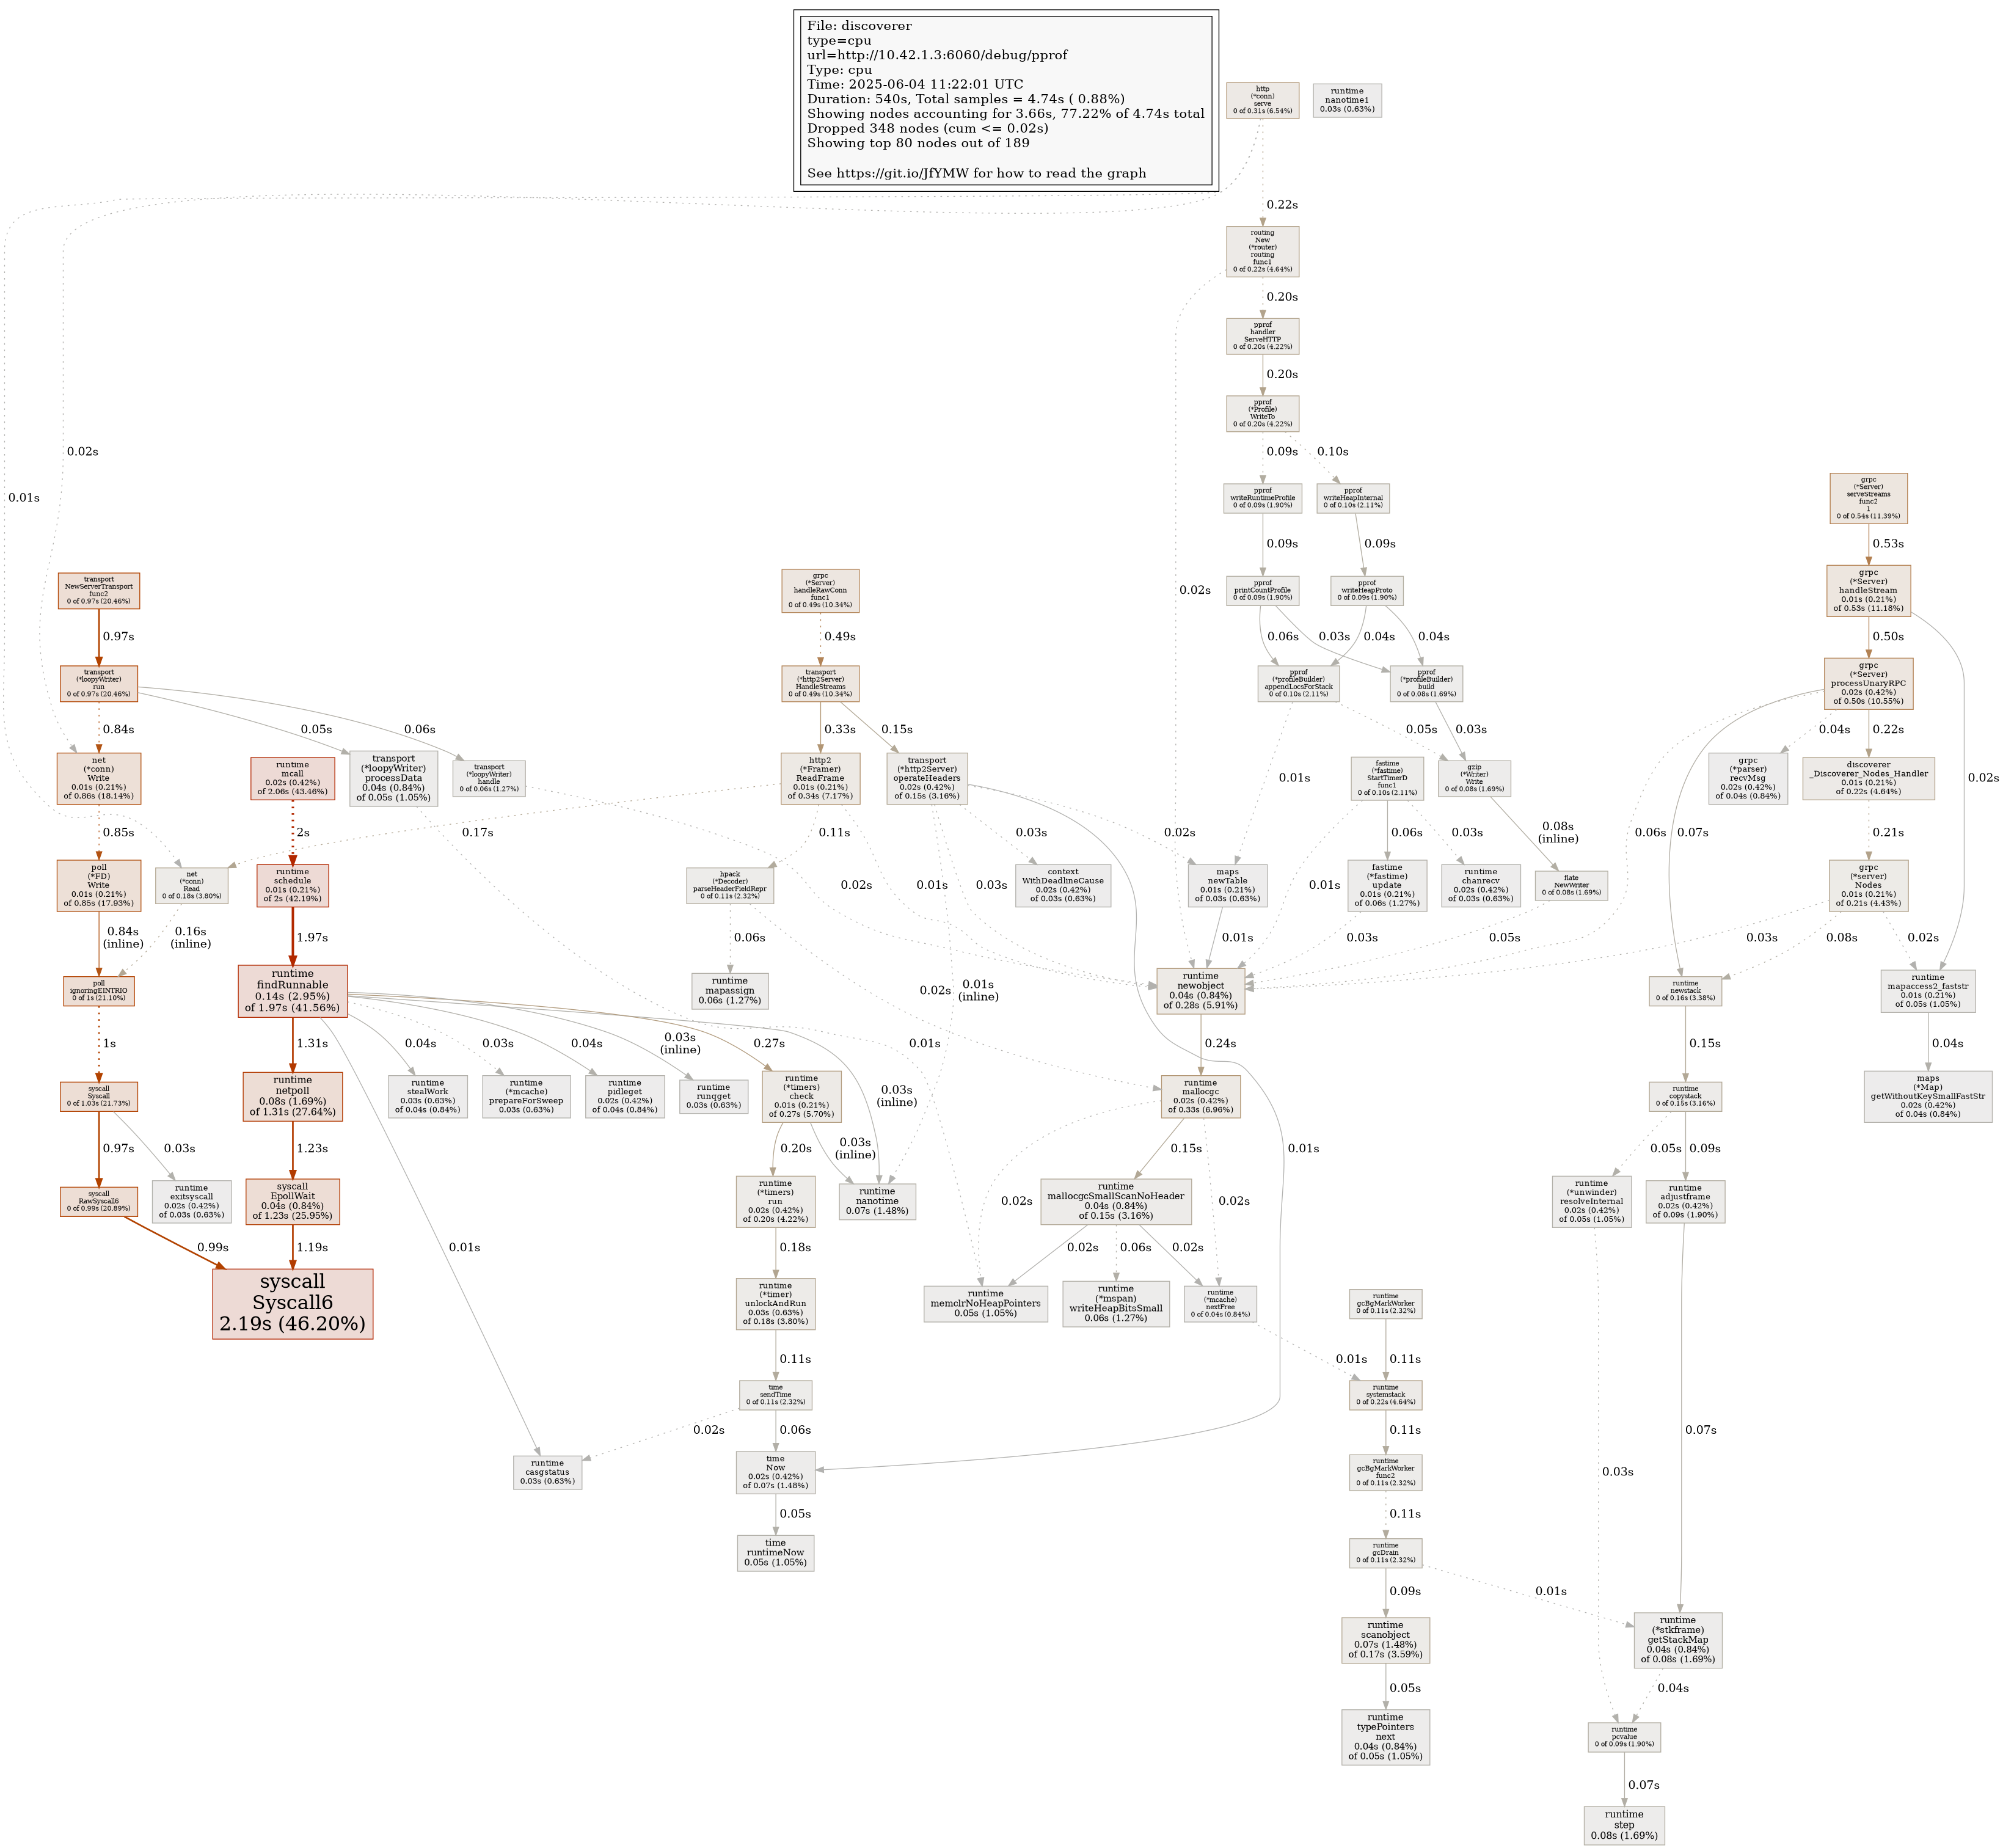 File: discoverer
type=cpu
url=http://10.42.1.3:6060/debug/pprof
Type: cpu
Time: 2025-06-04 11:22:01 UTC
Duration: 540s, Total samples = 4.74s ( 0.88%)
Showing nodes accounting for 3.66s, 77.22% of 4.74s total
Dropped 348 nodes (cum <= 0.02s)
Showing top 80 nodes out of 189
See https://git.io/JfYMW for how to read the graph
http
(*conn)
serve
0 of 0.31s (6.54%)
runtime
nanotime1
0.03s (0.63%)
0.22s
routing
New
(*router)
routing
func1
0 of 0.22s (4.64%)
0.20s
pprof
handler
ServeHTTP
0 of 0.20s (4.22%)
0.20s
pprof
(*Profile)
WriteTo
0 of 0.20s (4.22%)
0.01s
0.02s
0.09s
0.10s
pprof
writeRuntimeProfile
0 of 0.09s (1.90%)
pprof
writeHeapInternal
0 of 0.10s (2.11%)
grpc
(*Server)
serveStreams
func2
1
0 of 0.54s (11.39%)
0.09s
0.09s
0.53s
transport
NewServerTransport
func2
0 of 0.97s (20.46%)
grpc
(*Server)
handleRawConn
func1
0 of 0.49s (10.34%)
0.02s
pprof
printCountProfile
0 of 0.09s (1.90%)
pprof
writeHeapProto
0 of 0.09s (1.90%)
grpc
(*Server)
handleStream
0.01s (0.21%)
of 0.53s (11.18%)
0.97s
0.49s
0.06s
0.03s
0.04s
0.04s
0.50s
transport
(*loopyWriter)
run
0 of 0.97s (20.46%)
transport
(*http2Server)
HandleStreams
0 of 0.49s (10.34%)
pprof
(*profileBuilder)
appendLocsForStack
0 of 0.10s (2.11%)
pprof
(*profileBuilder)
build
0 of 0.08s (1.69%)
grpc
(*Server)
processUnaryRPC
0.02s (0.42%)
of 0.50s (10.55%)
0.84s
0.05s
0.06s
0.33s
0.15s
0.05s
0.03s
0.04s
0.22s
net
(*conn)
Write
0.01s (0.21%)
of 0.86s (18.14%)
runtime
mcall
0.02s (0.42%)
of 2.06s (43.46%)
transport
(*loopyWriter)
processData
0.04s (0.84%)
of 0.05s (1.05%)
transport
(*loopyWriter)
handle
0 of 0.06s (1.27%)
http2
(*Framer)
ReadFrame
0.01s (0.21%)
of 0.34s (7.17%)
transport
(*http2Server)
operateHeaders
0.02s (0.42%)
of 0.15s (3.16%)
0.01s
fastime
(*fastime)
StartTimerD
func1
0 of 0.10s (2.11%)
gzip
(*Writer)
Write
0 of 0.08s (1.69%)
grpc
(*parser)
recvMsg
0.02s (0.42%)
of 0.04s (0.84%)
discoverer
_Discoverer_Nodes_Handler
0.01s (0.21%)
of 0.22s (4.64%)
0.02s
0.85s
2s
0.17s
0.11s
0.03s
0.02s
0.06s
0.03s
0.08s
(inline)
0.06s
0.07s
0.21s
poll
(*FD)
Write
0.01s (0.21%)
of 0.85s (17.93%)
net
(*conn)
Read
0 of 0.18s (3.80%)
runtime
schedule
0.01s (0.21%)
of 2s (42.19%)
hpack
(*Decoder)
parseHeaderFieldRepr
0 of 0.11s (2.32%)
0.02s
0.01s
0.03s
context
WithDeadlineCause
0.02s (0.42%)
of 0.03s (0.63%)
maps
newTable
0.01s (0.21%)
of 0.03s (0.63%)
0.01s
fastime
(*fastime)
update
0.01s (0.21%)
of 0.06s (1.27%)
runtime
chanrecv
0.02s (0.42%)
of 0.03s (0.63%)
flate
NewWriter
0 of 0.08s (1.69%)
grpc
(*server)
Nodes
0.01s (0.21%)
of 0.21s (4.43%)
0.84s
(inline)
0.16s
(inline)
1.97s
0.06s
0.01s
0.03s
0.05s
0.03s
0.08s
0.02s
poll
ignoringEINTRIO
0 of 1s (21.10%)
runtime
findRunnable
0.14s (2.95%)
of 1.97s (41.56%)
runtime
mapassign
0.06s (1.27%)
0.02s
0.01s
(inline)
runtime
newobject
0.04s (0.84%)
of 0.28s (5.91%)
runtime
newstack
0 of 0.16s (3.38%)
runtime
mapaccess2_faststr
0.01s (0.21%)
of 0.05s (1.05%)
1s
1.31s
0.04s
0.03s
0.04s
0.03s
(inline)
0.27s
0.03s
(inline)
0.01s
0.24s
0.15s
0.04s
syscall
Syscall
0 of 1.03s (21.73%)
runtime
netpoll
0.08s (1.69%)
of 1.31s (27.64%)
runtime
stealWork
0.03s (0.63%)
of 0.04s (0.84%)
runtime
(*mcache)
prepareForSweep
0.03s (0.63%)
runtime
pidleget
0.02s (0.42%)
of 0.04s (0.84%)
runtime
runqget
0.03s (0.63%)
runtime
(*timers)
check
0.01s (0.21%)
of 0.27s (5.70%)
runtime
mallocgc
0.02s (0.42%)
of 0.33s (6.96%)
runtime
copystack
0 of 0.15s (3.16%)
maps
(*Map)
getWithoutKeySmallFastStr
0.02s (0.42%)
of 0.04s (0.84%)
0.97s
0.03s
1.23s
0.20s
0.03s
(inline)
0.02s
0.15s
0.02s
0.01s
0.05s
0.09s
syscall
RawSyscall6
0 of 0.99s (20.89%)
runtime
exitsyscall
0.02s (0.42%)
of 0.03s (0.63%)
syscall
EpollWait
0.04s (0.84%)
of 1.23s (25.95%)
runtime
(*timers)
run
0.02s (0.42%)
of 0.20s (4.22%)
runtime
nanotime
0.07s (1.48%)
runtime
mallocgcSmallScanNoHeader
0.04s (0.84%)
of 0.15s (3.16%)
runtime
(*unwinder)
resolveInternal
0.02s (0.42%)
of 0.05s (1.05%)
runtime
adjustframe
0.02s (0.42%)
of 0.09s (1.90%)
0.99s
1.19s
0.01s
0.18s
0.02s
0.06s
0.02s
syscall
Syscall6
2.19s (46.20%)
runtime
(*timer)
unlockAndRun
0.03s (0.63%)
of 0.18s (3.80%)
runtime
memclrNoHeapPointers
0.05s (1.05%)
runtime
(*mspan)
writeHeapBitsSmall
0.06s (1.27%)
runtime
(*mcache)
nextFree
0 of 0.04s (0.84%)
runtime
gcBgMarkWorker
0 of 0.11s (2.32%)
0.11s
0.01s
0.11s
time
sendTime
0 of 0.11s (2.32%)
runtime
systemstack
0 of 0.22s (4.64%)
0.02s
0.06s
0.11s
0.07s
runtime
casgstatus
0.03s (0.63%)
time
Now
0.02s (0.42%)
of 0.07s (1.48%)
runtime
gcBgMarkWorker
func2
0 of 0.11s (2.32%)
0.03s
0.05s
0.11s
time
runtimeNow
0.05s (1.05%)
runtime
gcDrain
0 of 0.11s (2.32%)
0.09s
0.01s
runtime
scanobject
0.07s (1.48%)
of 0.17s (3.59%)
runtime
(*stkframe)
getStackMap
0.04s (0.84%)
of 0.08s (1.69%)
0.05s
0.04s
runtime
typePointers
next
0.04s (0.84%)
of 0.05s (1.05%)
runtime
pcvalue
0 of 0.09s (1.90%)
0.07s
runtime
step
0.08s (1.69%)